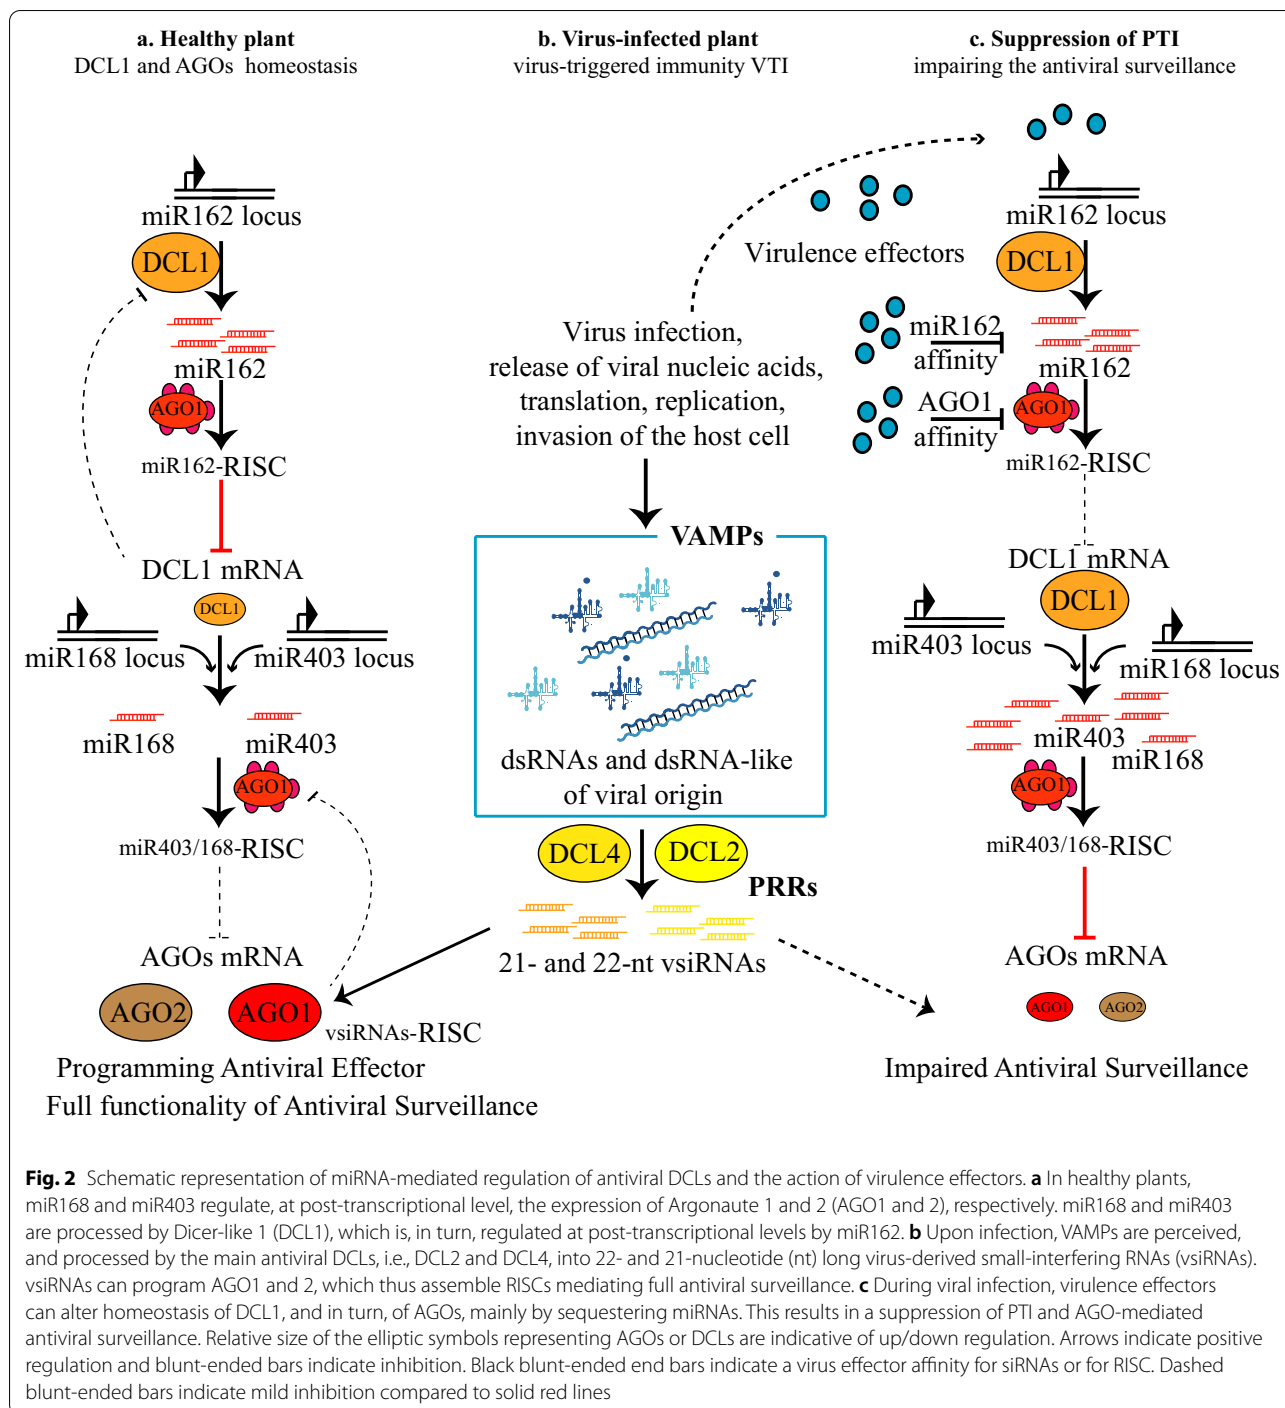 a. Healthy plant
DCL1 and AGOs homeostasis
miR162 locus
DCL1
miR162
AGO1
miR162-RISC
DCL1 mRNA
DCL1
miR168 locus
miR403 locus
miR168
miR403
AGO1
miR403/168-RISC
AGOs mRNA
AGO2
AGO1
vsiRNAs-RISC
Programming Antiviral Effector
Full functionality of Antiviral Surveillance
b. Virus-infected plant
virus-triggered immunity VTI
Virulence effectors
Virus infection,
release of viral nucleic acids,
translation, replication,
invasion of the host cell
VAMPs
dsRNAs and dsRNA-like
of viral origin
DCL4
DCL2
PRRs
21- and 22-nt vsiRNAs
c. Suppression of PTI
impairing the antiviral surveillance
miR162 locus
DCL1
miR162
affinity
miR162
AGO1
affinity
AGO1
miR162-RISC
DCL1 mRNA
DCL1
miR403 locus
miR168 locus
miR403
miR168
AGO1
miR403/168-RISC
AGOs mRNA
AGO1
AGO2
Impaired Antiviral Surveillance
Fig. 2 Schematic representation of miRNA-mediated regulation of antiviral DCLs and the action of virulence effectors. a In healthy plants,
miR168 and miR403 regulate, at post-transcriptional level, the expression of Argonaute 1 and 2 (AGO1 and 2), respectively. miR168 and miR403
are processed by Dicer-like 1 (DCL1), which is, in turn, regulated at post-transcriptional levels by miR162. b Upon infection, VAMPs are perceived,
and processed by the main antiviral DCLs, i.e., DCL2 and DCL4, into 22- and 21-nucleotide (nt) long virus-derived small-interfering RNAs (vsiRNAs).
vsiRNAs can program AGO1 and 2, which thus assemble RISCs mediating full antiviral surveillance. c During viral infection, virulence effectors
can alter homeostasis of DCL1, and in turn, of AGOs, mainly by sequestering miRNAs. This results in a suppression of PTI and AGO-mediated
antiviral surveillance. Relative size of the elliptic symbols representing AGOs or DCLs are indicative of up/down regulation. Arrows indicate positive
regulation and blunt-ended bars indicate inhibition. Black blunt-ended end bars indicate a virus effector affinity for siRNAs or for RISC. Dashed
blunt-ended bars indicate mild inhibition compared to solid red lines